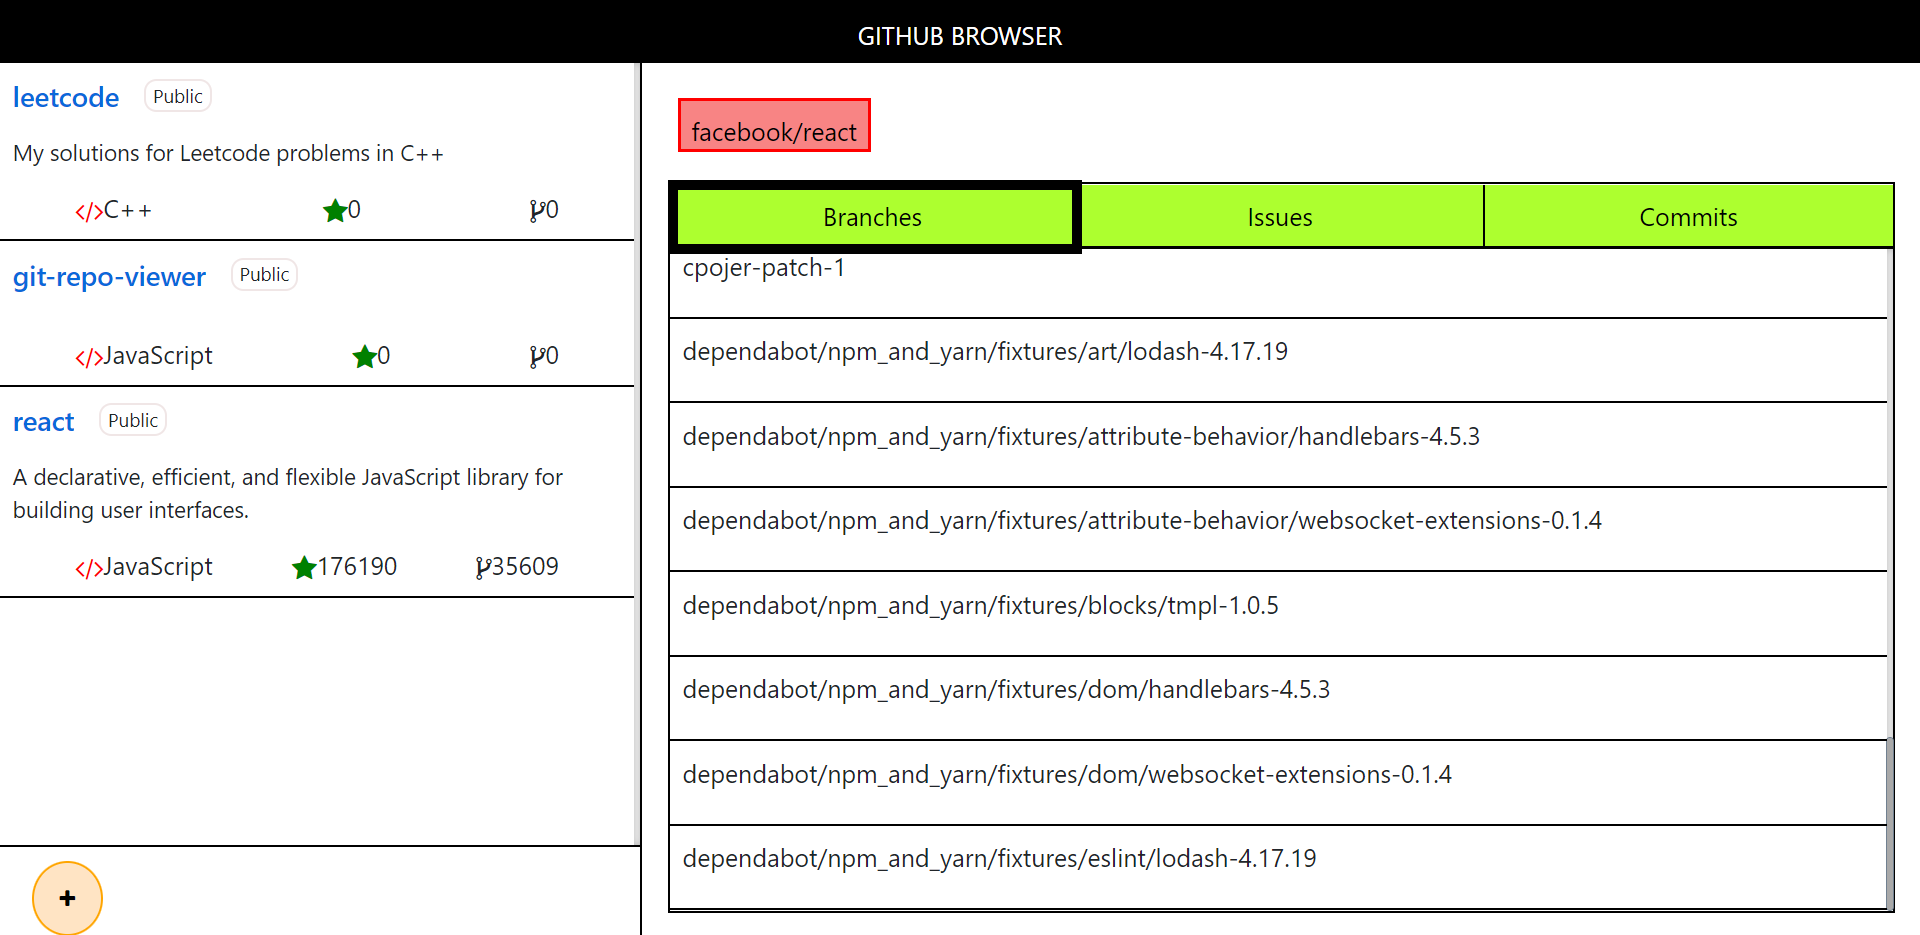 GITHUB BROWSER
leetcode Public
My solutions for Leetcode problems in C++
</>C++ 0 0
git-repo-viewer Public
</>JavaScript 0 0
react Public
A declarative, efficient, and flexible JavaScript library for
building user interfaces.
</>JavaScript 176190 35609
+
facebook/react
Branches Issues Commits
cpojer-patch-1
dependabot/npm_and_yarn/fixtures/art/lodash-4.17.19
dependabot/npm_and_yarn/fixtures/attribute-behavior/handlebars-4.5.3
dependabot/npm_and_yarn/fixtures/attribute-behavior/websocket-extensions-0.1.4
dependabot/npm_and_yarn/fixtures/blocks/tmpl-1.0.5
dependabot/npm_and_yarn/fixtures/dom/handlebars-4.5.3
dependabot/npm_and_yarn/fixtures/dom/websocket-extensions-0.1.4
dependabot/npm_and_yarn/fixtures/eslint/lodash-4.17.19